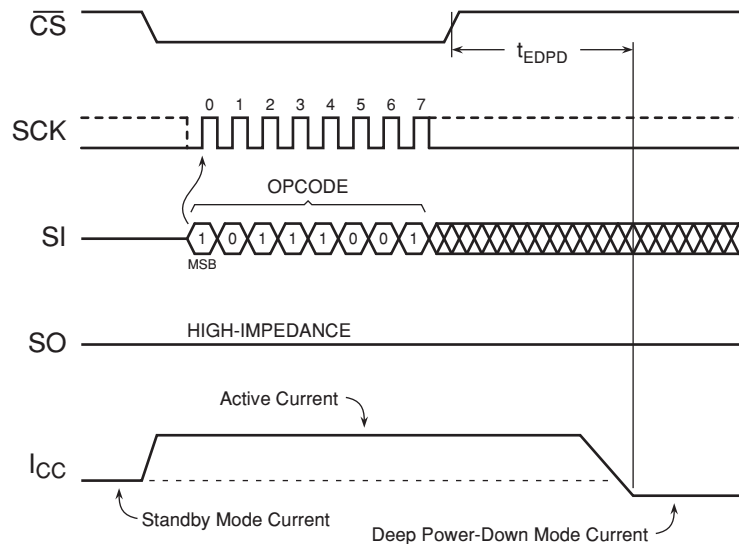 CS
tEDPD
0 1 2 3 4 5 6 7
SCK
OPCODE
SI
1 0 1 1 1 0 0 1
MSB
HIGH-IMPEDANCE
SO
Active Current
ICC
Standby Mode Current
Deep Power-Down Mode Current